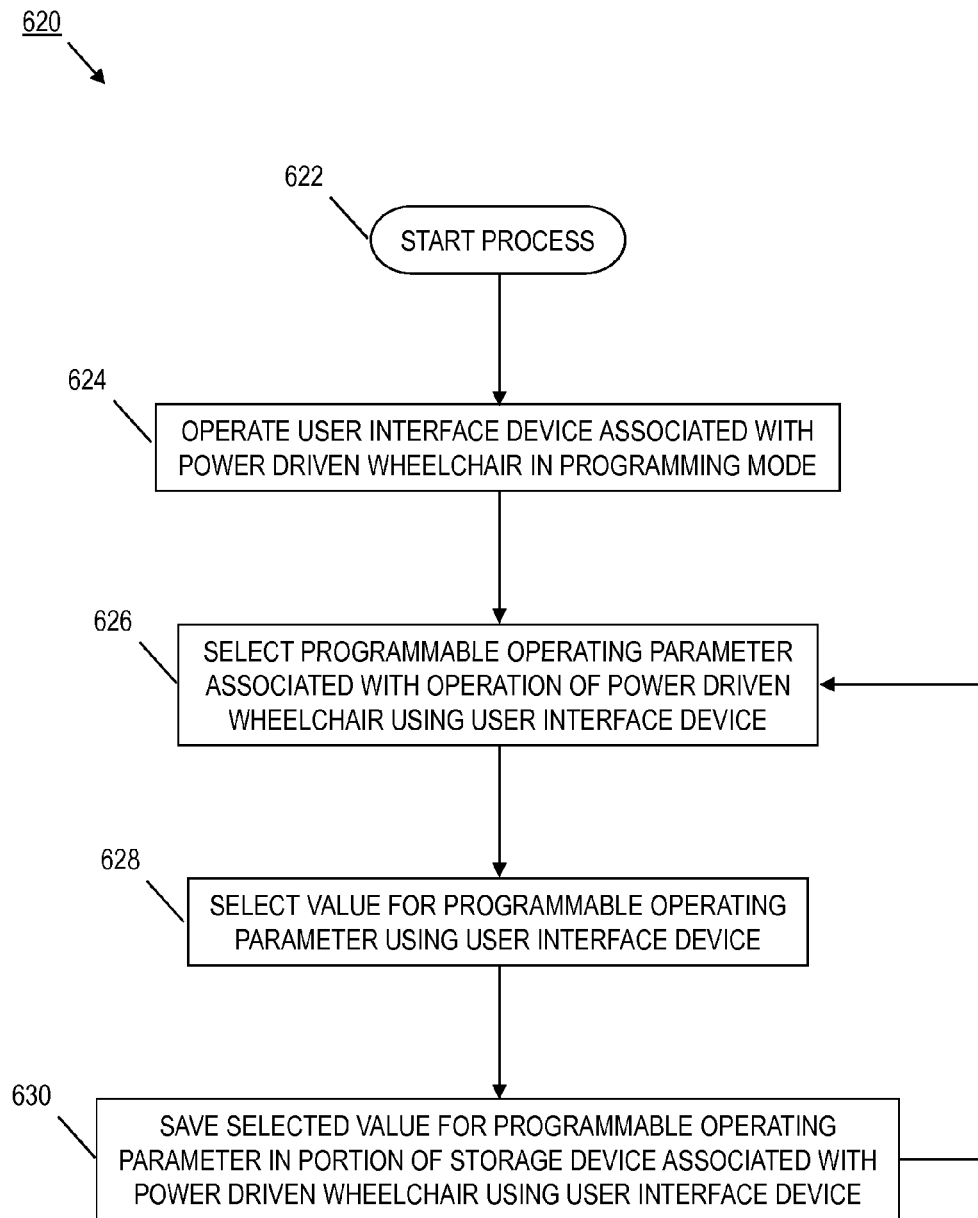 620
622
START PROCESS
624
OPERATE USER INTERFACE DEVICE ASSOCIATED WITH
POWER DRIVEN WHEELCHAIR IN PROGRAMMING MODE
626
SELECT PROGRAMMABLE OPERATING PARAMETER
ASSOCIATED WITH OPERATION OF POWER DRIVEN
WHEELCHAIR USING USER INTERFACE DEVICE
628
SELECT VALUE FOR PROGRAMMABLE OPERATING
PARAMETER USING USER INTERFACE DEVICE
630
SAVE SELECTED VALUE FOR PROGRAMMABLE OPERATING
PARAMETER IN PORTION OF STORAGE DEVICE ASSOCIATED WITH
POWER DRIVEN WHEELCHAIR USING USER INTERFACE DEVICE